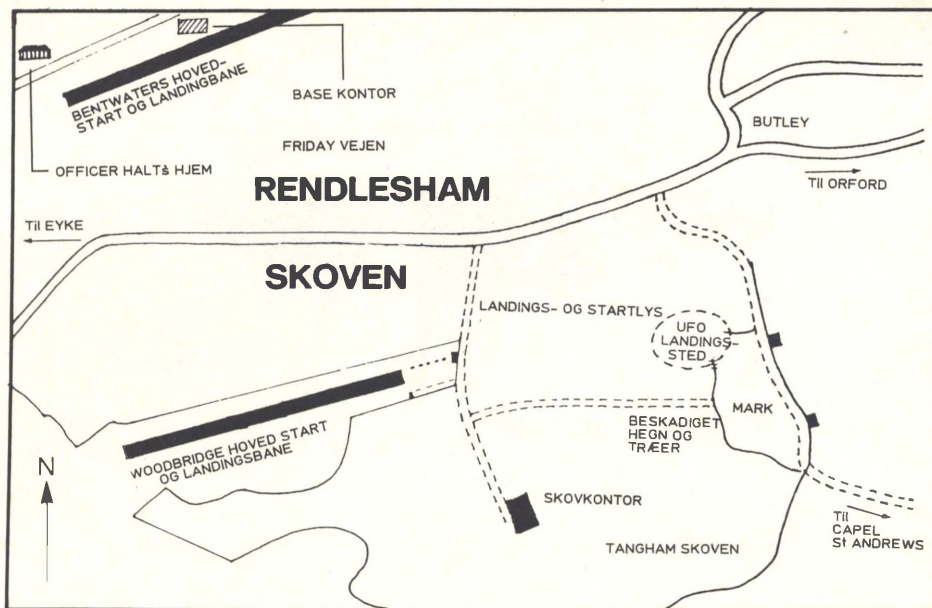 BENTWATERS HOVED-
START OG LANDINGBANE
BASE KONTOR
FRIDAY VEJEN
BUTLEY
OFFICER HALTs HJEM
RENDLESHAM
Til ORFORD
Til EYKE
SKOVEN
LANDINGS- OG STARTLYS
UFO
LANDINGS-
STED
MARK
BESKADIGET
HEGN OG
TRÆER
WOODBRIDGE HOVED START
OG LANDINGSBANE
N
SKOVKONTOR
Til
CAPEL
St ANDREWS
TANGHAM SKOVEN